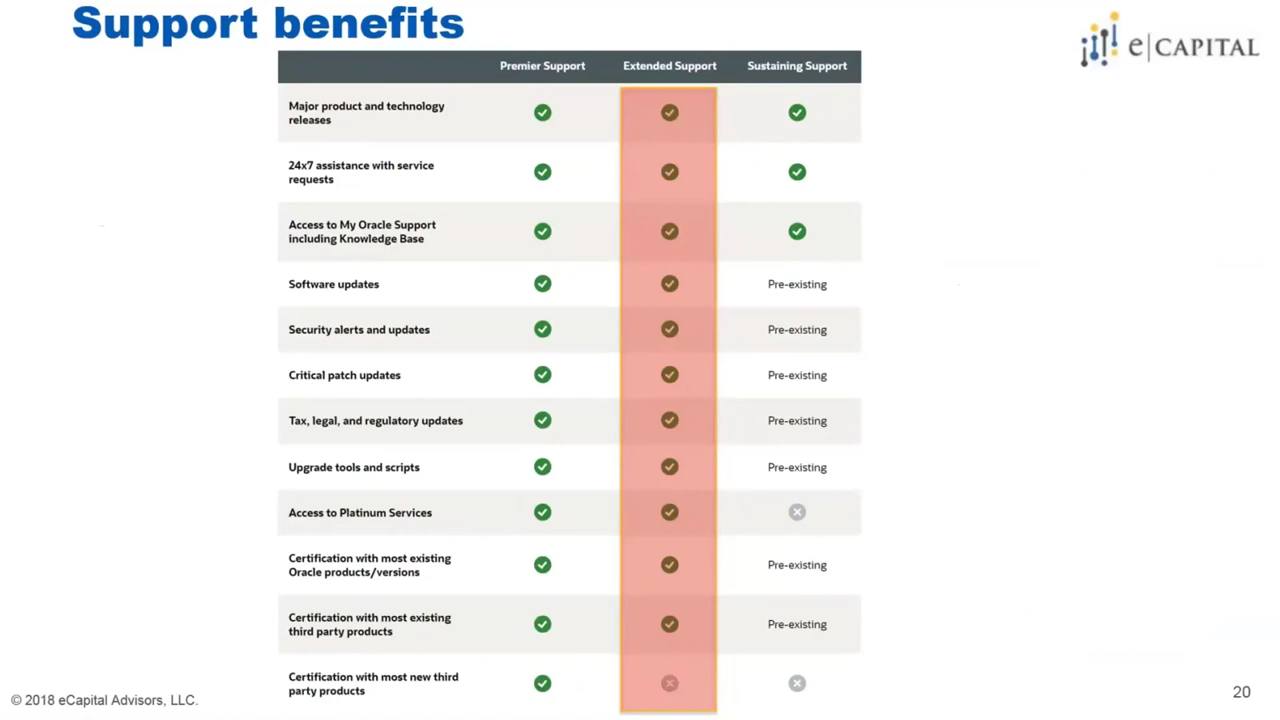 Support benefits
e|CAPITAL
Premier Support Extended Support Sustaining Support
Major product and technology
releases
24x7 assistance with service
requests
Access to My Oracle Support
including Knowledge Base
Software updates Pre-existing
Security alerts and updates Pre-existing
Critical patch updates Pre-existing
Tax, legal, and regulatory updates Pre-existing
Upgrade tools and scripts Pre-existing
Access to Platinum Services
Certification with most existing
Oracle products/versions
Pre-existing
Certification with most existing
third party products
Pre-existing
Certification with most new third
party products
© 2018 eCapital Advisors, LLC.
20